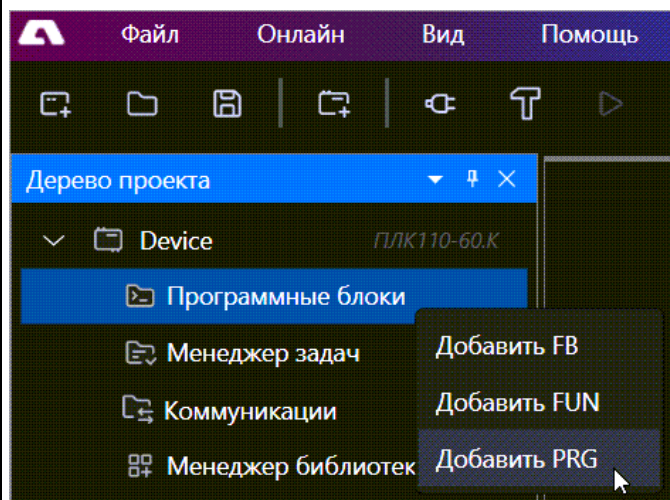 Файл Онлайн Вид Помощь
Дерево проекта
Device ПЛК110-60.К
Программные блоки
Добавить FB
Менеджер задач
Добавить FUN
Коммуникации
Добавить PRG
Менеджер библиотек